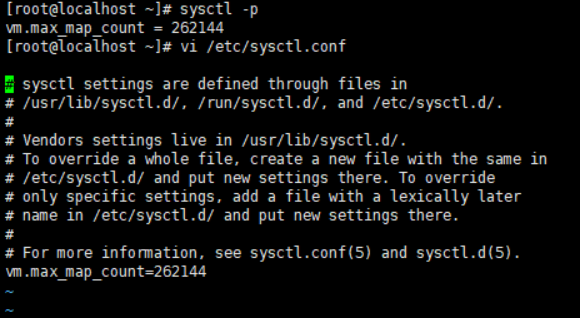 [root@localhost ~]# sysctl -p
vm.max_map_count = 262144
[root@localhost ~]# vi /etc/sysctl.conf
# sysctl settings are defined through files in
# /usr/lib/sysctl.d/, /run/sysctl.d/, and /etc/sysctl.d/.
#
# Vendors settings live in /usr/lib/sysctl.d/.
# To override a whole file, create a new file with the same in
# /etc/sysctl.d/ and put new settings there. To override
# only specific settings, add a file with a lexically later
# name in /etc/sysctl.d/ and put new settings there.
#
# For more information, see sysctl.conf(5) and sysctl.d(5).
vm.max_map_count=262144
~
~